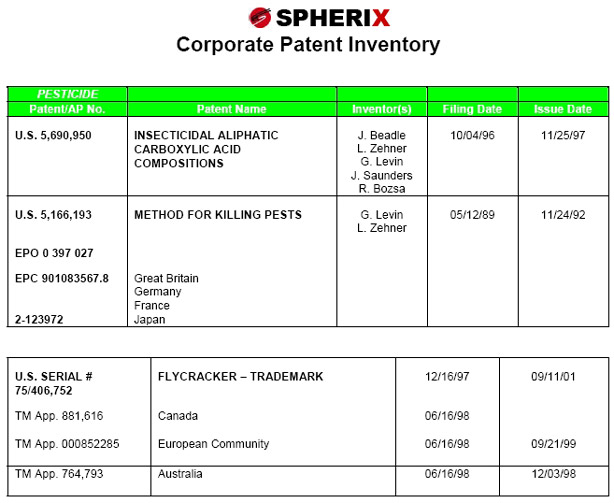 SPHERIX
Corporate Patent Inventory
PESTICIDE
Patent/AP No. Patent Name Inventor(s) Filing Date Issue Date
U.S. 5,690,950 INSECTICIDAL ALIPHATIC J. Beadle 10/04/96 11/25/97
CARBOXYLIC ACID L. Zehner
COMPOSITIONS G. Levin
J. Saunders
R. Bozsa
U.S. 5,166,193 METHOD FOR KILLING PESTS G. Levin 05/12/89 11/24/92
L. Zehner
EPO 0 397 027
EPC 901083567.8 Great Britain
Germany
France
2-123972 Japan
U.S. SERIAL # FLYCRACKER – TRADEMARK 12/16/97 09/11/01
75/406,752
TM App. 881,616 Canada 06/16/98
TM App. 000852285 European Community 06/16/98 09/21/99
TM App. 764,793 Australia 06/16/98 12/03/98